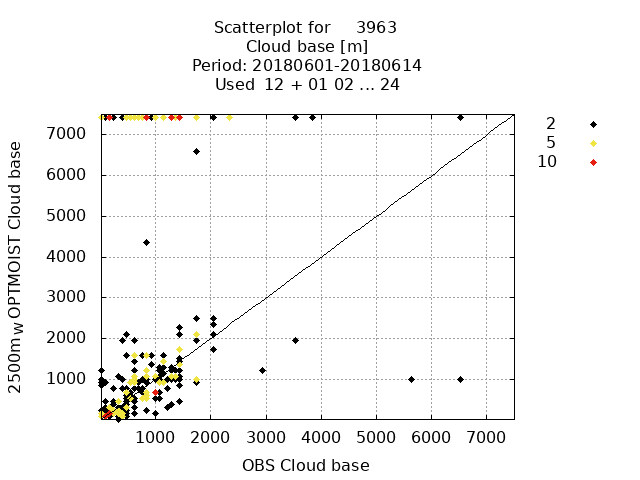 Scatterplot for 3963
Cloud base [m]
Period: 20180601-20180614
Used 12 + 01 02 ... 24
2
5
10
7000
6000
5000
4000
3000
2000
1000
2500m w OPTMOIST Cloud base
1000 2000 3000 4000 5000 6000 7000
OBS Cloud base